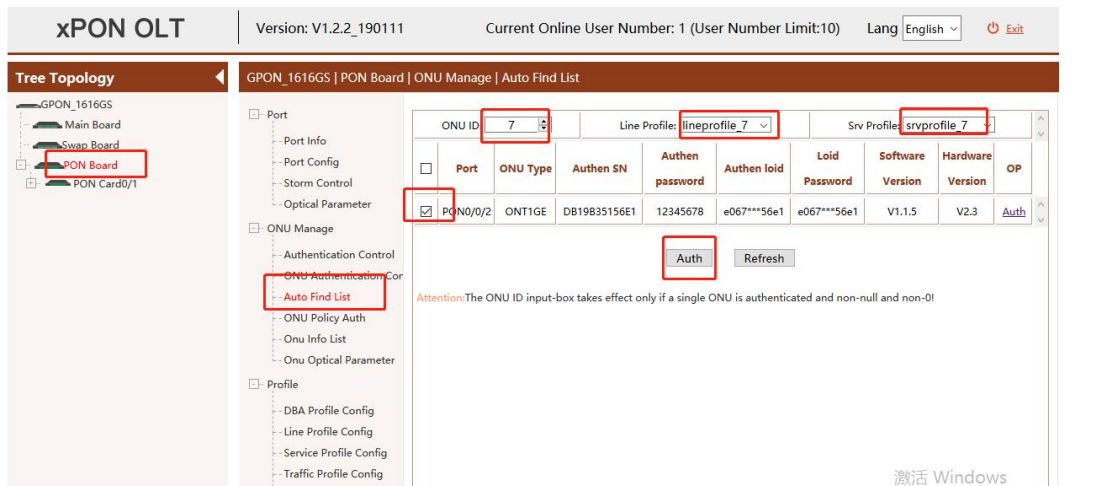 xPON OLT
Version: V1.2.2_190111
Current Online User Number: 1 (User Number Limit:10)
Lang English
Exit
Tree Topology
GPON_1616GS | PON Board | ONU Manage | Auto Find List
GPON_1616GS
Main Board
Swap Board
PON Board
PON Card0/1
Port
Port Info
Port Config
Storm Control
Optical Parameter
ONU Manage
Authentication Control
ONU Authentication Con
Auto Find List
ONU Policy Auth
Onu Info List
Onu Optical Parameter
Profile
DBA Profile Config
Line Profile Config
Service Profile Config
Traffic Profile Config
ONU ID: 7 Line Profile: lineprofile_7 Srv Profile: srvprofile_7
Port ONU Type Authen SN Authen password Authen loid Loid Password Software Version Hardware Version OP
PON0/0/2 ONT1GE DB19B35156E1 12345678 e067***56e1 e067***56e1 V1.1.5 V2.3 Auth
Auth Refresh
Attention:The ONU ID input-box takes effect only if a single ONU is authenticated and non-null and non-0!
激活 Windows